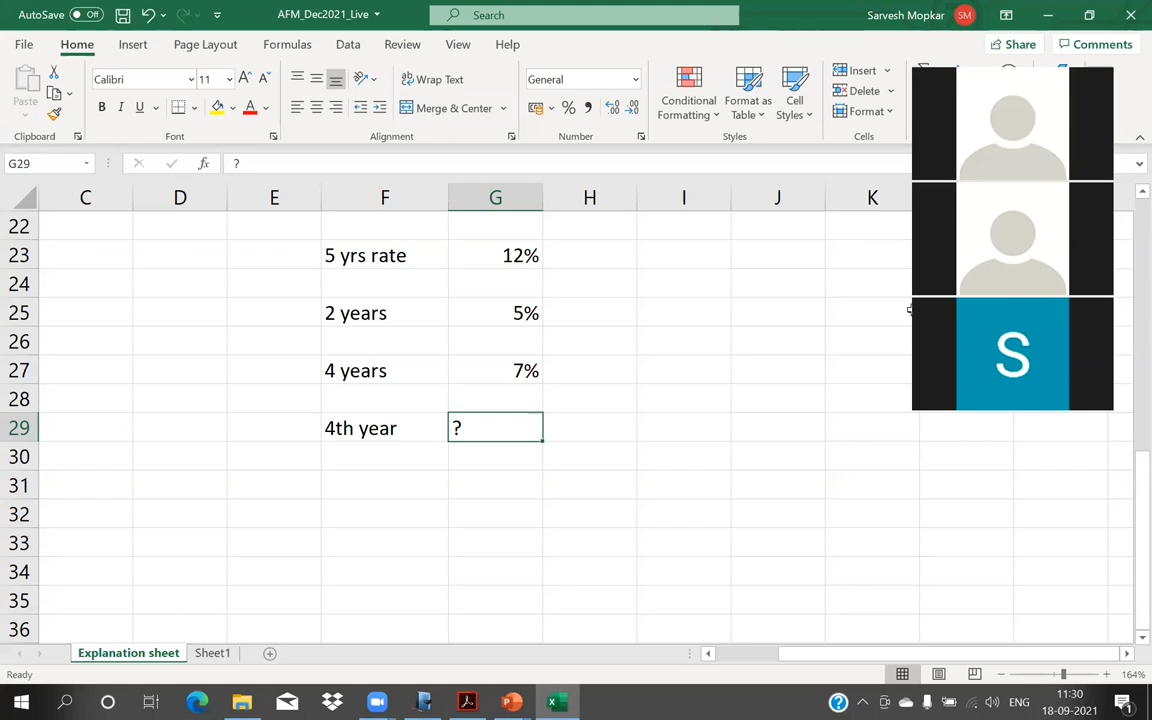 AutoSave Off AFM_Dec2021_Live Search Sarvesh Mopkar SM
File Home Insert Page Layout Formulas Data Review View Help Share Comments
Paste Calibri 11 A A Wrap Text General Conditional Formatting Format as Table Cell Styles Insert
B I U A Merge & Center % Delete
Format
Clipboard Font Alignment Number Styles Cells
G29 fx ?
C D E F G H I J K
22
23 5 yrs rate 12%
24
25 2 years 5%
26
27 4 years 7%
28
29 4th year ?
30
31
32
33
34
35
36
S
Explanation sheet Sheet1
Ready 164%
ENG 11:30
18-09-2021 1